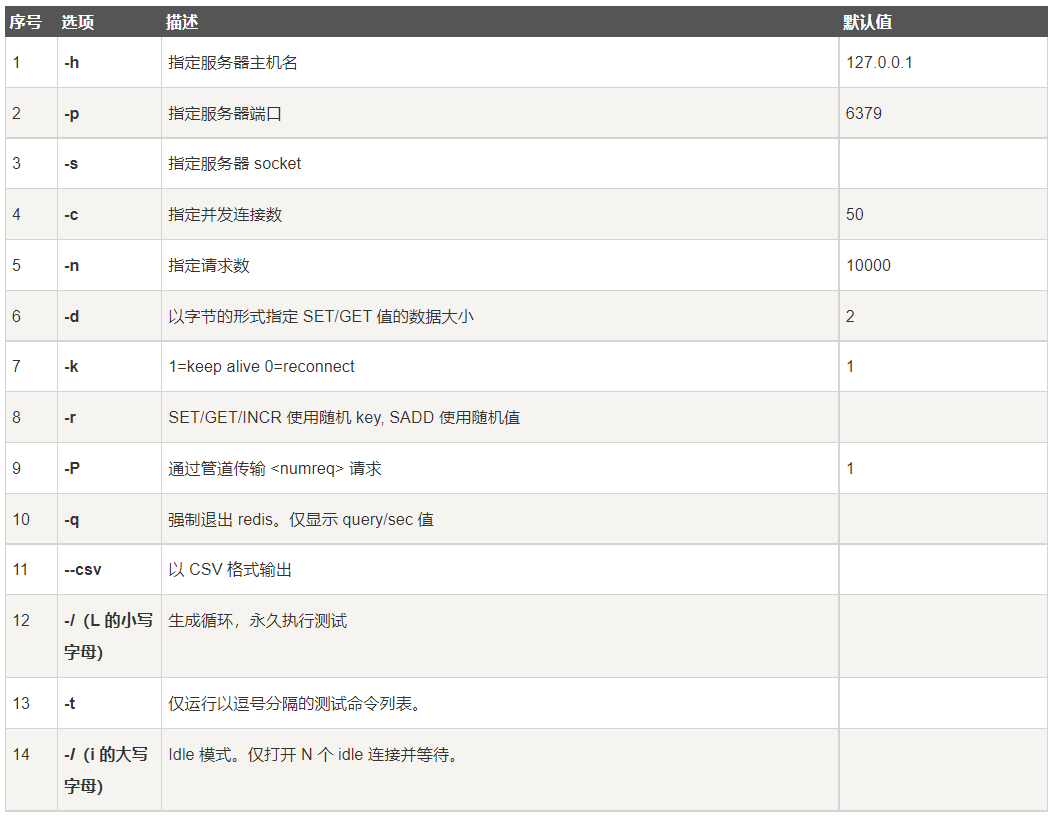 序号 选项 描述 默认值
1 -h 指定服务器主机名 127.0.0.1
2 -p 指定服务器端口 6379
3 -s 指定服务器 socket
4 -c 指定并发连接数 50
5 -n 指定请求数 10000
6 -d 以字节的形式指定 SET/GET 值的数据大小 2
7 -k 1=keep alive 0=reconnect 1
8 -r SET/GET/INCR 使用随机 key, SADD 使用随机值
9 -P 通过管道传输 <numreq> 请求 1
10 -q 强制退出 redis。仅显示 query/sec 值
11 --csv 以 CSV 格式输出
12 -l（L 的小写 生成循环，永久执行测试
字母）
13 -t 仅运行以逗号分隔的测试命令列表。
14 -I（i 的大写 Idle 模式。仅打开 N 个 idle 连接并等待。
字母）